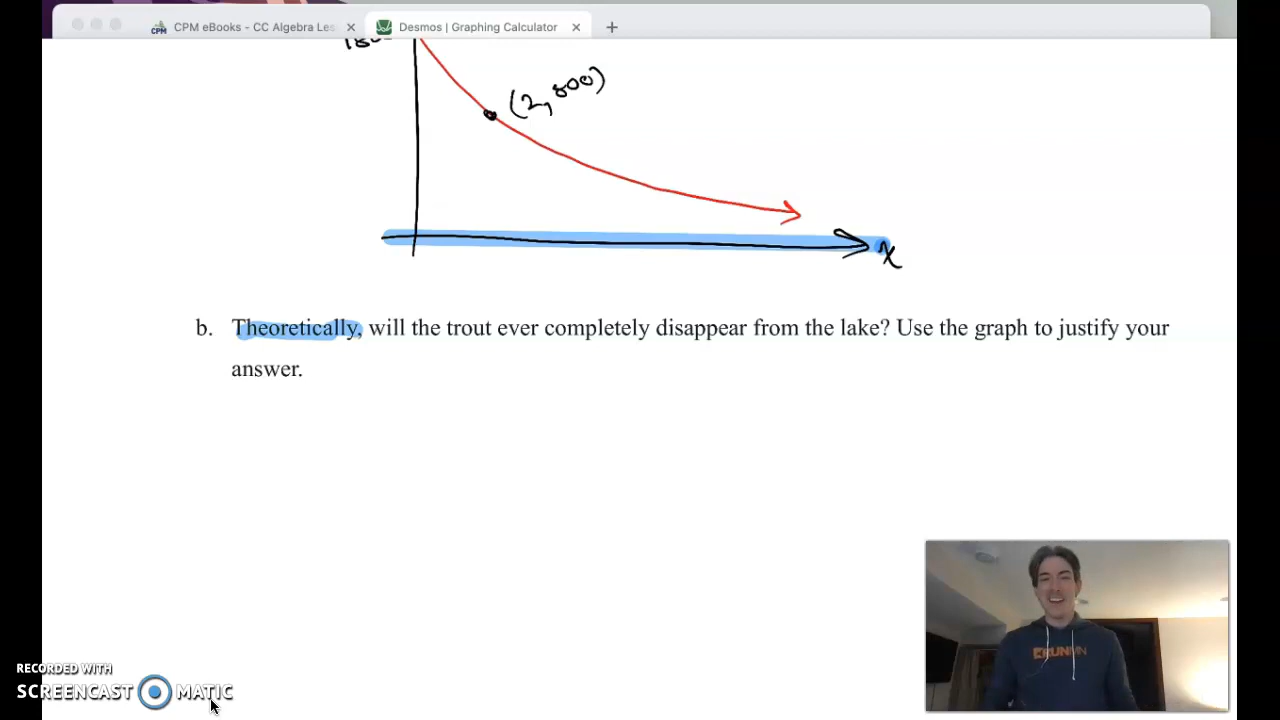 CPM eBooks - CC Algebra Les
Desmos | Graphing Calculator
(2, 800)
x
b. Theoretically, will the trout ever completely disappear from the lake? Use the graph to justify your
answer.
RECORDED WITH
SCREENCAST MATIC